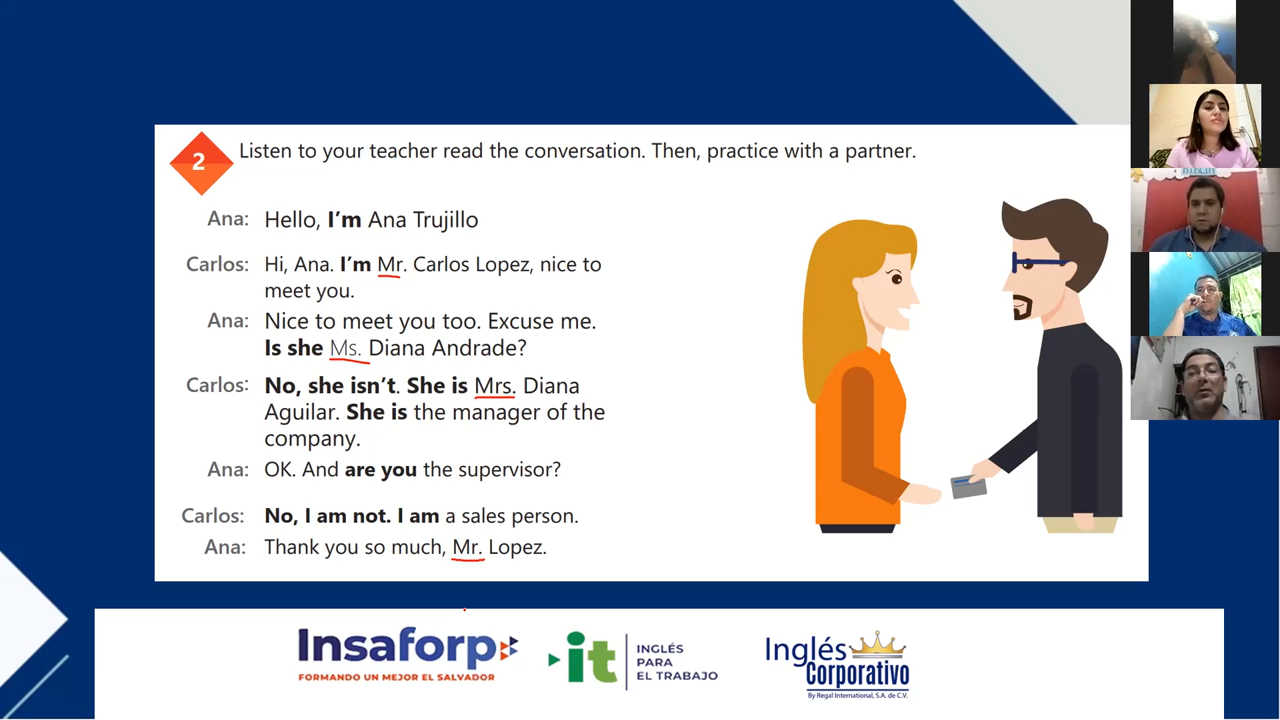 2
Listen to your teacher read the conversation. Then, practice with a partner.
Ana: Hello, I'm Ana Trujillo
Carlos: Hi, Ana. I'm Mr. Carlos Lopez, nice to
meet you.
Ana: Nice to meet you too. Excuse me.
Is she Ms. Diana Andrade?
Carlos: No, she isn't. She is Mrs. Diana
Aguilar. She is the manager of the
company.
Ana: OK. And are you the supervisor?
Carlos: No, I am not. I am a sales person.
Ana: Thank you so much, Mr. Lopez.
Insaforp
FORMANDO UN MEJOR EL SALVADOR
it
INGLÉS
PARA
EL TRABAJO
Inglés
Corporativo
By Regal International, S.A. de C.V.